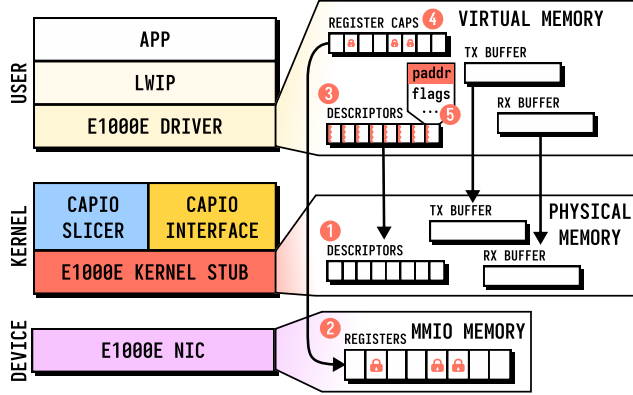 USER
APP
LWIP
E1000E DRIVER
REGISTER CAPS 4
VIRTUAL MEMORY
TX BUFFER
paddr
flags
...
3
5
DESCRIPTORS
RX BUFFER
KERNEL
CAPIO
SLICER
CAPIO
INTERFACE
E1000E KERNEL STUB
1
DESCRIPTORS
TX BUFFER
PHYSICAL
MEMORY
RX BUFFER
DEVICE
E1000E NIC
2
REGISTERS
MMIO MEMORY